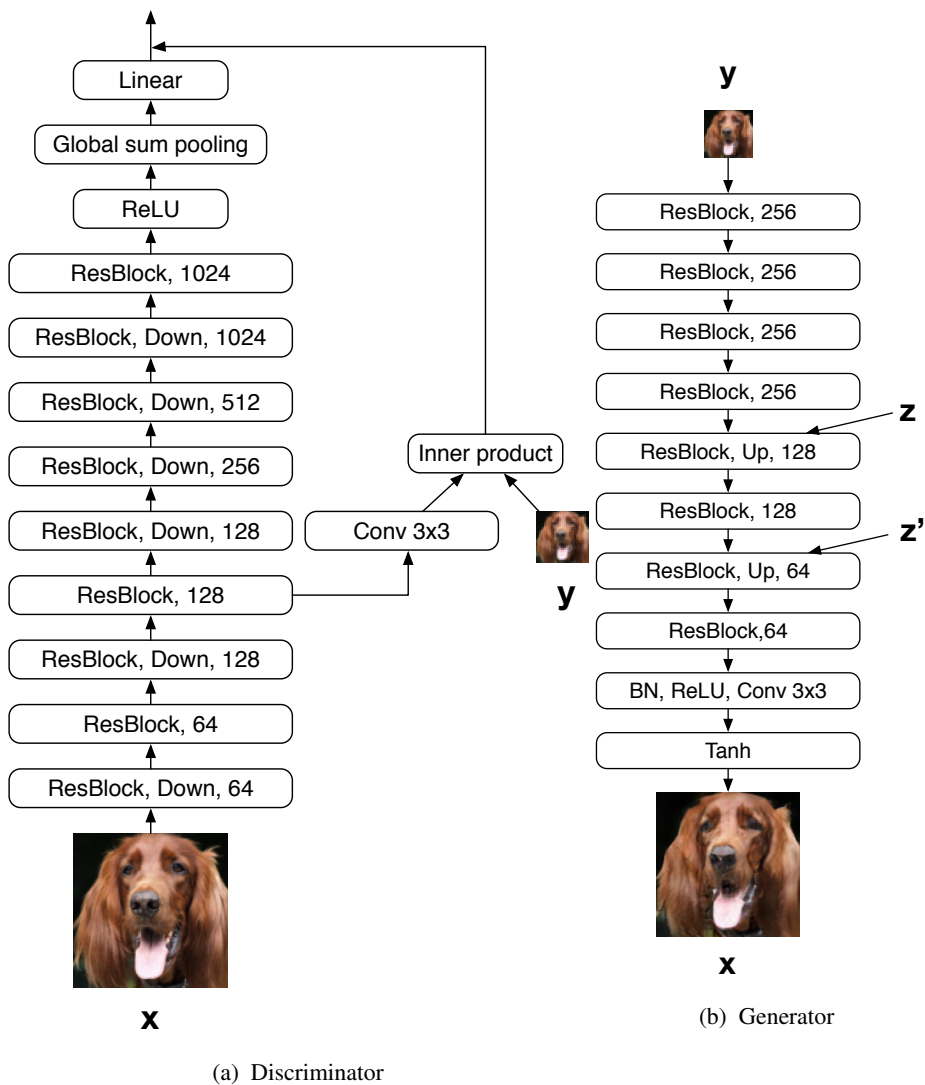 Linear
Global sum pooling
ReLU
ResBlock, 1024
ResBlock, Down, 1024
ResBlock, Down, 512
ResBlock, Down, 256
ResBlock, Down, 128
ResBlock, 128
ResBlock, Down, 128
ResBlock, 64
ResBlock, Down, 64
x
Inner product
Conv 3x3
y
(a) Discriminator
y
ResBlock, 256
ResBlock, 256
ResBlock, 256
ResBlock, 256
z
ResBlock, Up, 128
ResBlock, 128
z'
ResBlock, Up, 64
ResBlock,64
BN, ReLU, Conv 3x3
Tanh
x
(b) Generator